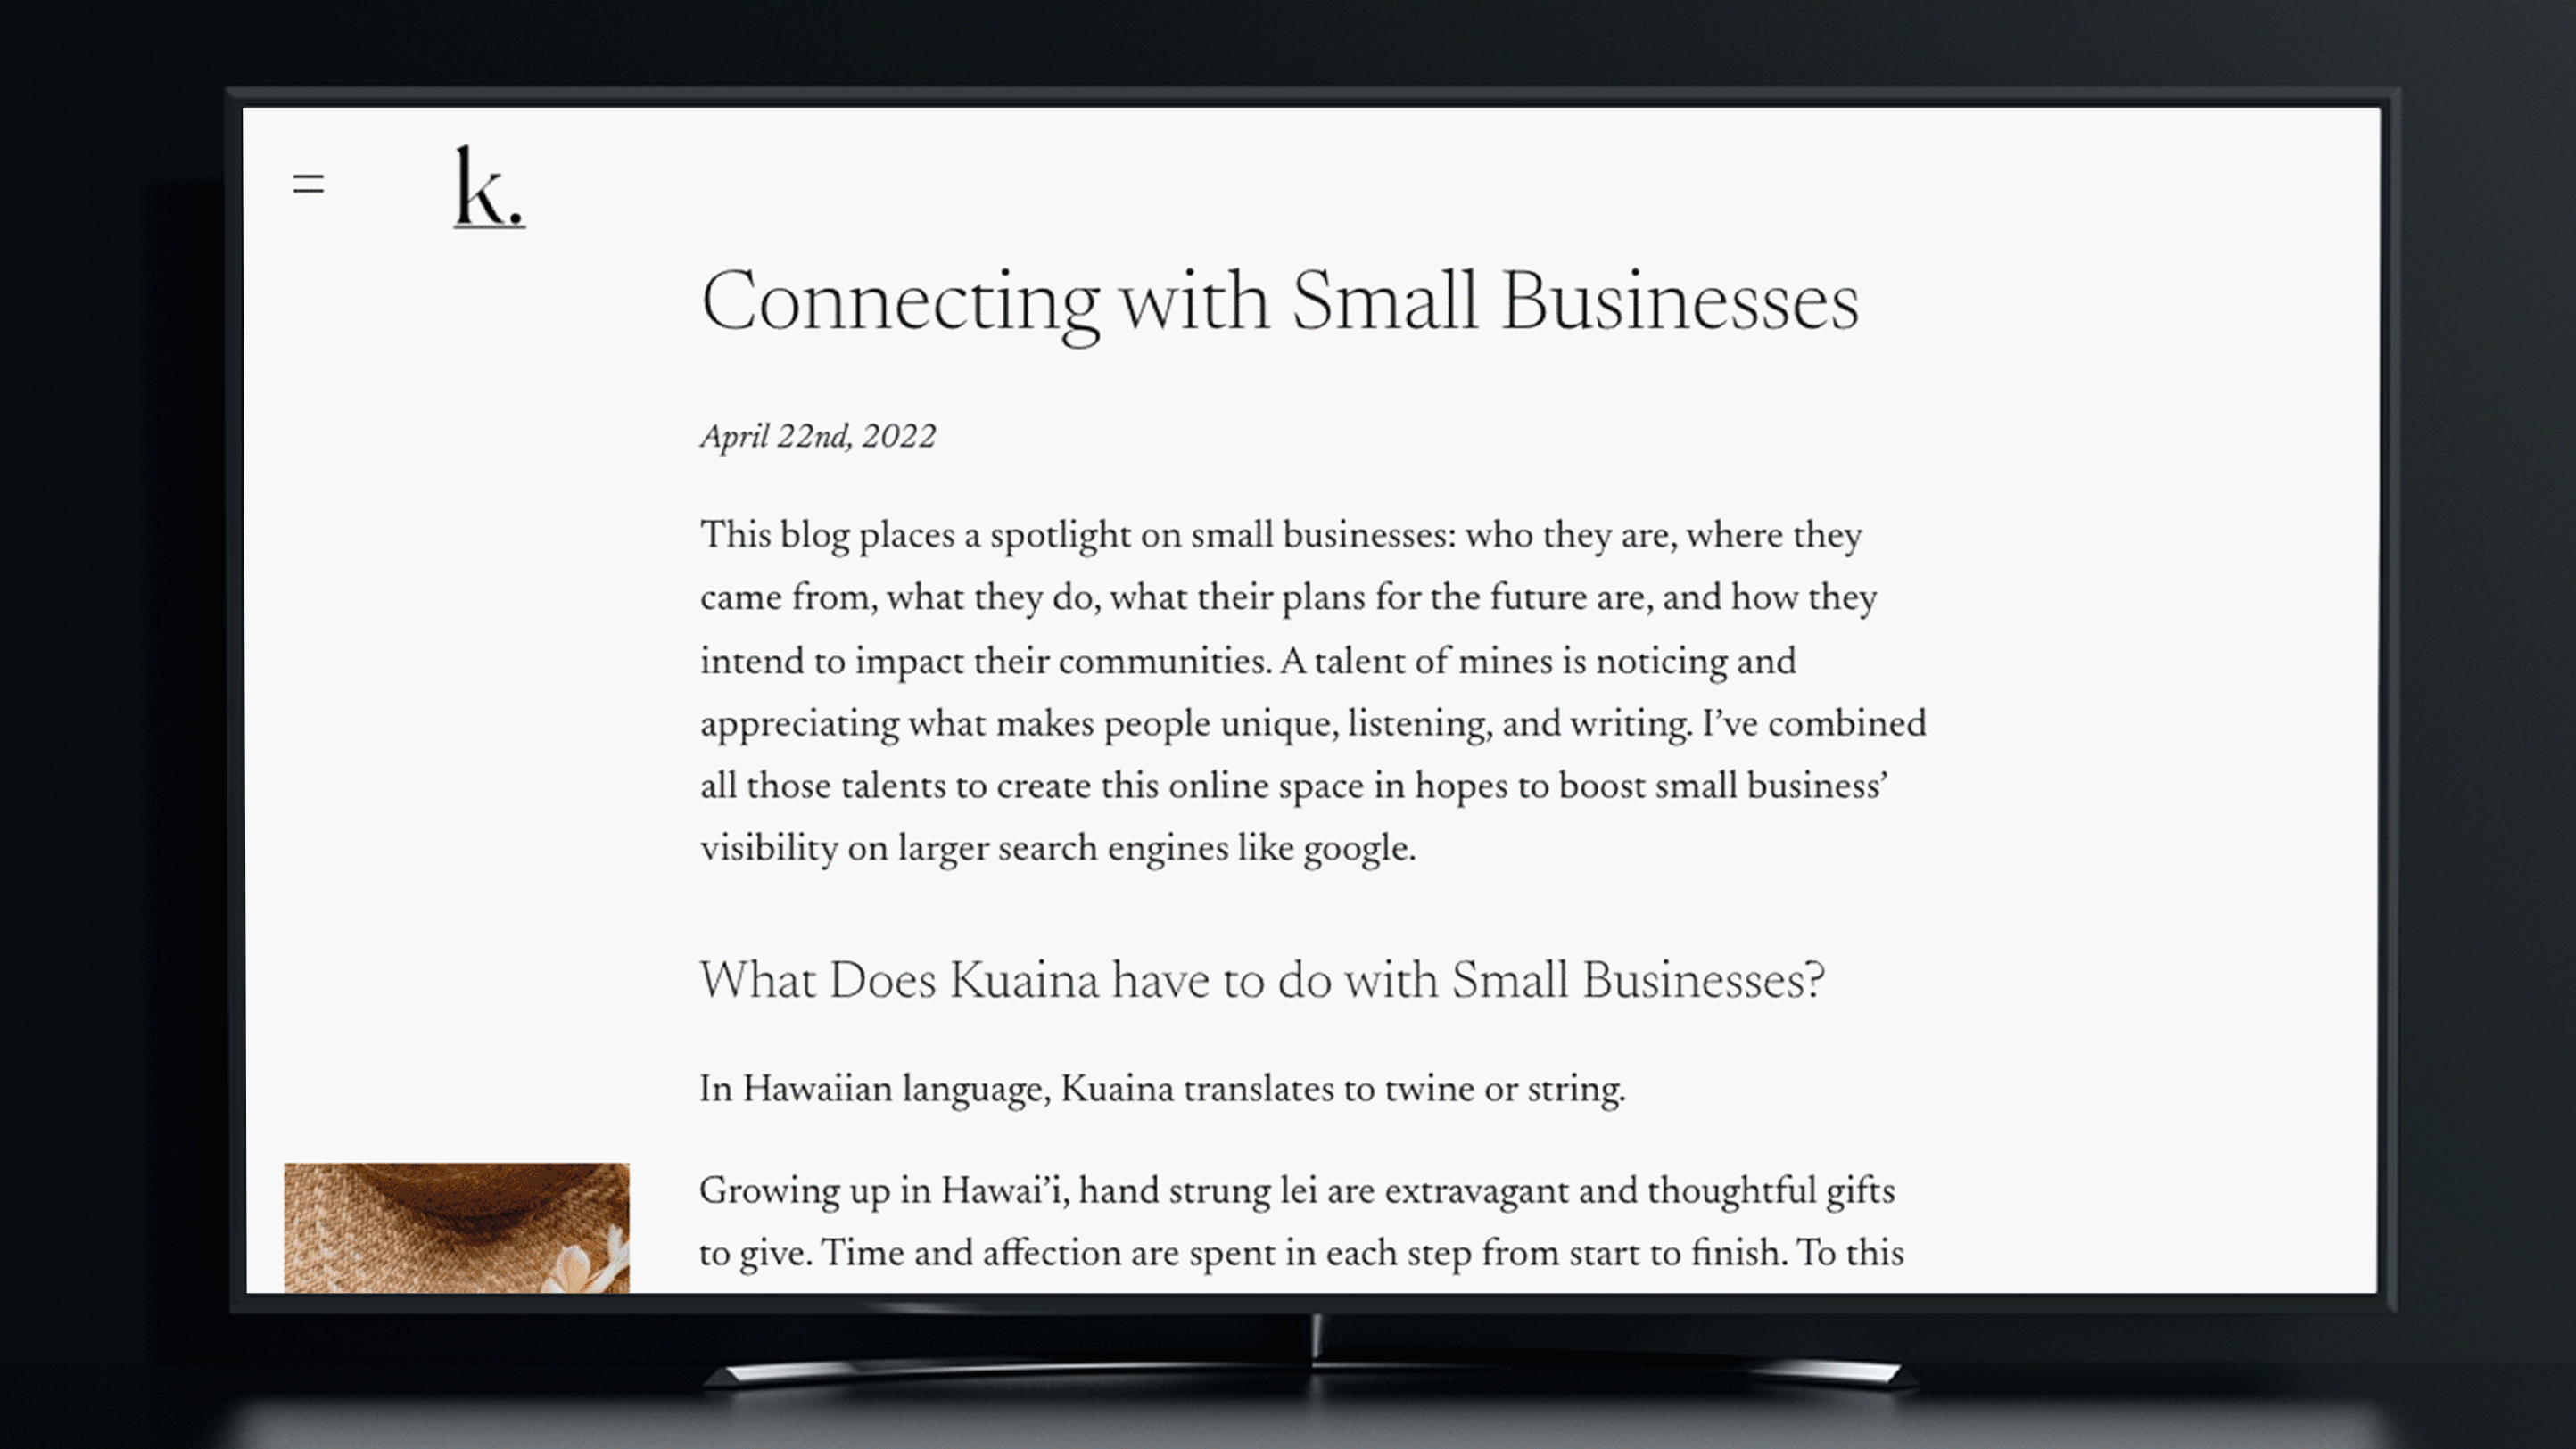 k.
Connecting with Small Businesses
April 22nd, 2022
This blog places a spotlight on small businesses: who they are, where they
came from, what they do, what their plans for the future are, and how they
intend to impact their communities. A talent of mines is noticing and
appreciating what makes people unique, listening, and writing. I’ve combined
all those talents to create this online space in hopes to boost small business’
visibility on larger search engines like google.
What Does Kuaina have to do with Small Businesses?
In Hawaiian language, Kuaina translates to twine or string.
Growing up in Hawai’i, hand strung lei are extravagant and thoughtful gifts
to give. Time and affection are spent in each step from start to finish. To this